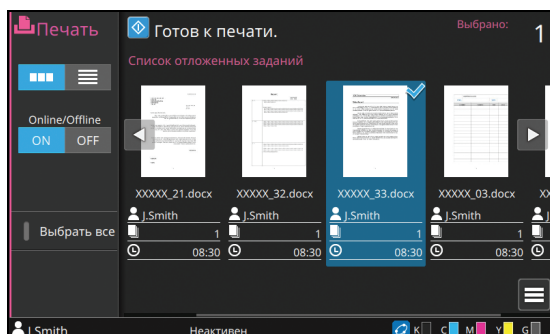 Печать
Готов к печати.
Выбрано:
1
Список отложенных заданий
Online/Offline
ON OFF
XXXXX_21.docx XXXXX_32.docx XXXXX_33.docx XXXXX_03.docx XX
J.Smith J.Smith J.Smith J.Smith J
Выбрать все
1 1 1 1
08:30 08:30 08:30 08:30
J.Smith Неактивен K C M Y G